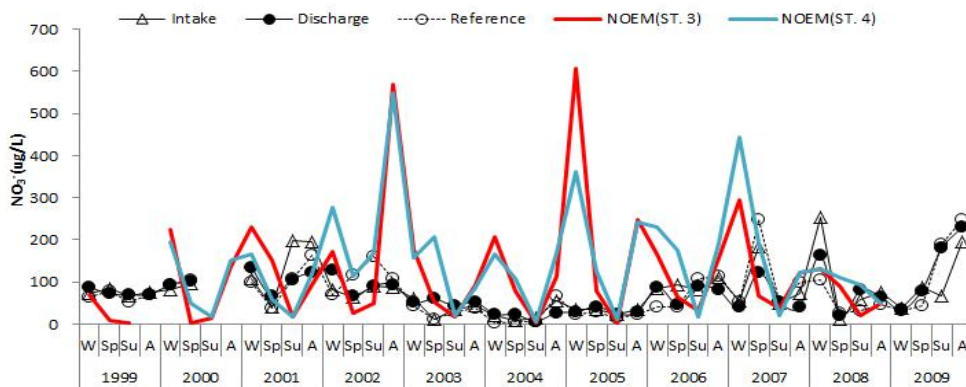 Intake Discharge Reference NOEM(ST. 3) NOEM(ST. 4)
700
600
500
400
300
200
100
0
NO₃⁻(ug/L)
W Sp Su A W Sp Su A W Sp Su A W Sp Su A W Sp Su A W Sp Su A W Sp Su A W Sp Su A W Sp Su A W Sp Su A W Sp Su A
1999 2000 2001 2002 2003 2004 2005 2006 2007 2008 2009